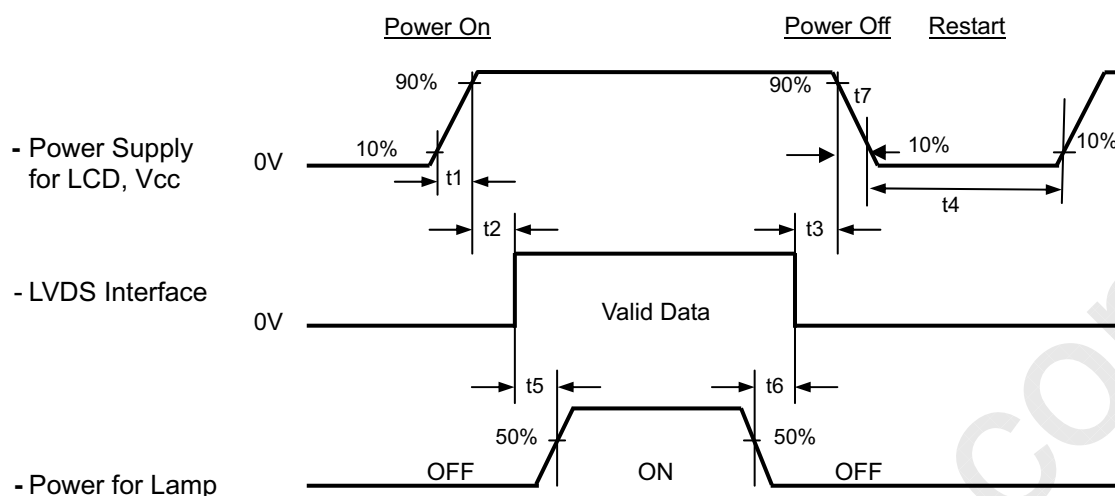 Power On
Power Off
Restart
90%
90%
t7
- Power Supply
for LCD, Vcc
0V
10%
10%
10%
t1
t4
t2
t3
- LVDS Interface
0V
Valid Data
t5
t6
50%
50%
- Power for Lamp
OFF
ON
OFF